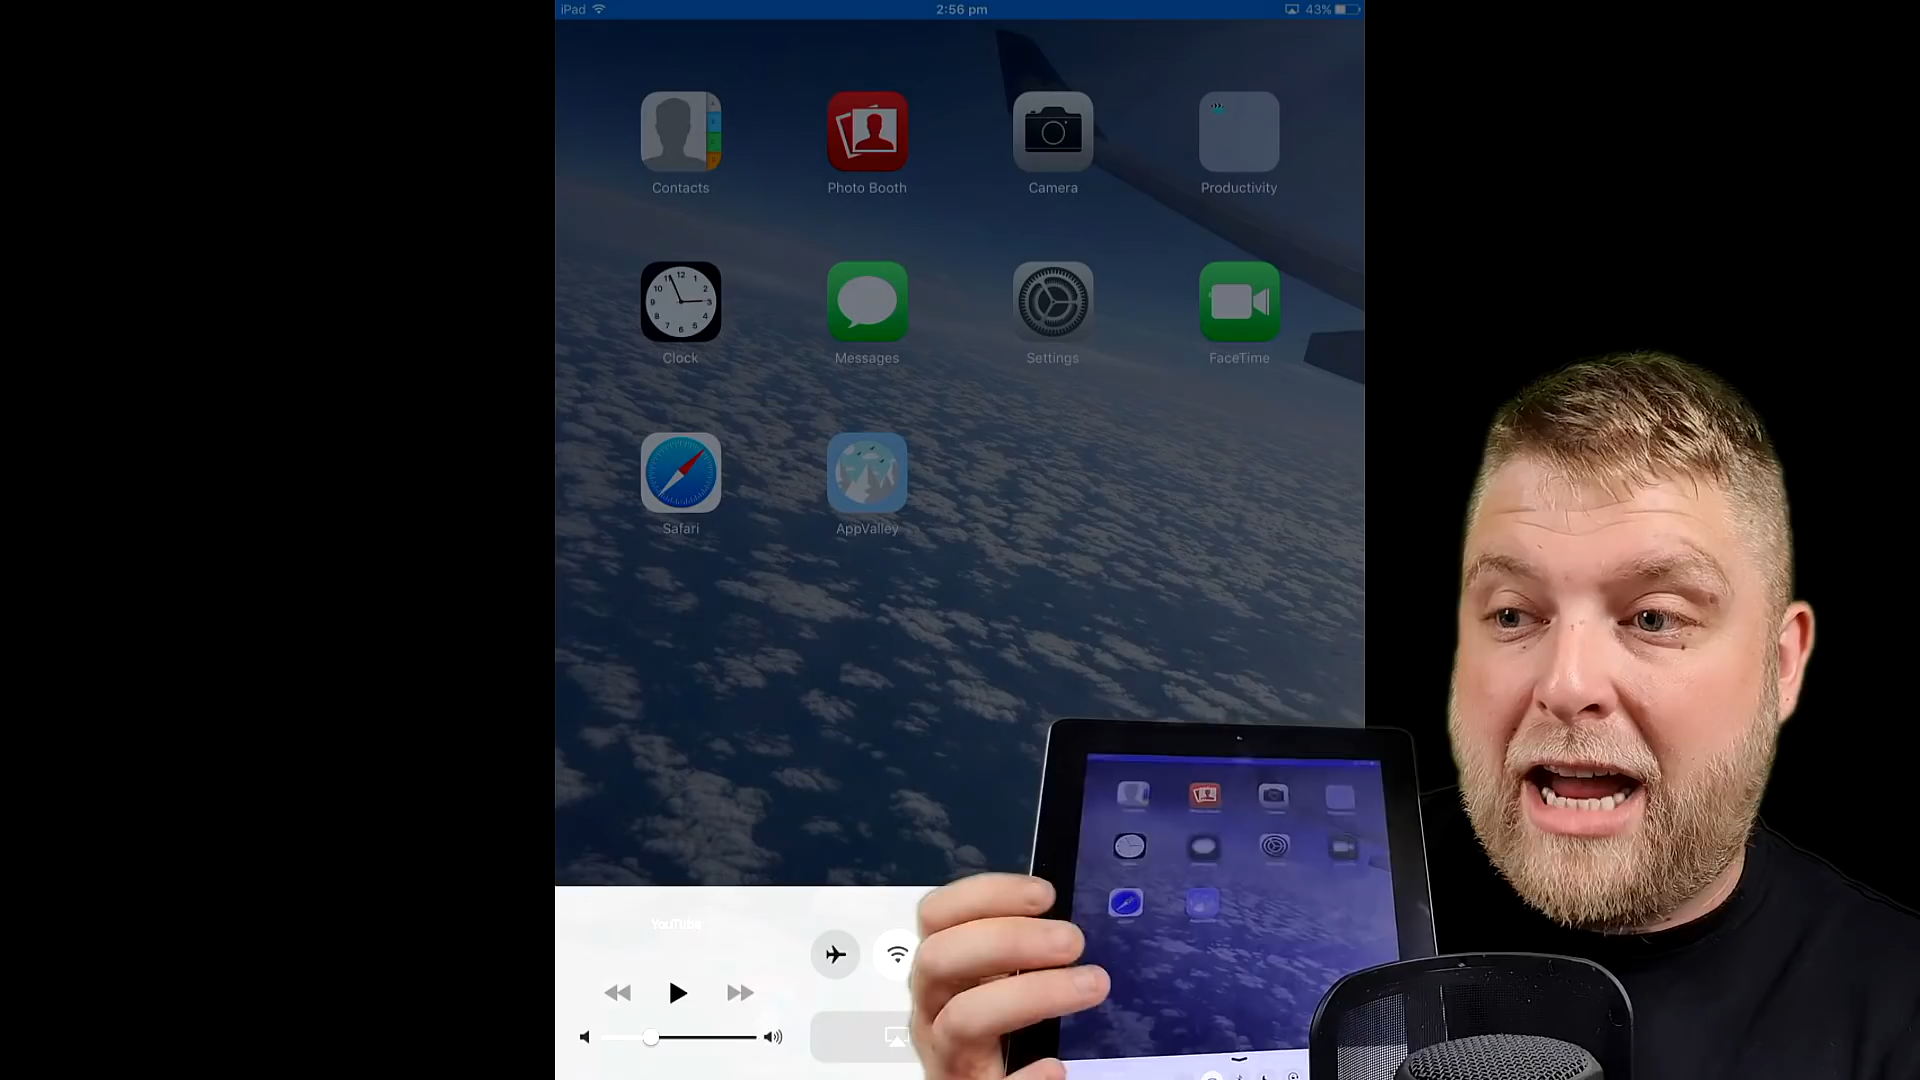 iPad 2:56 pm 43%
Contacts Photo Booth Camera Productivity
Clock Messages Settings FaceTime
Safari AppValley
YouTube